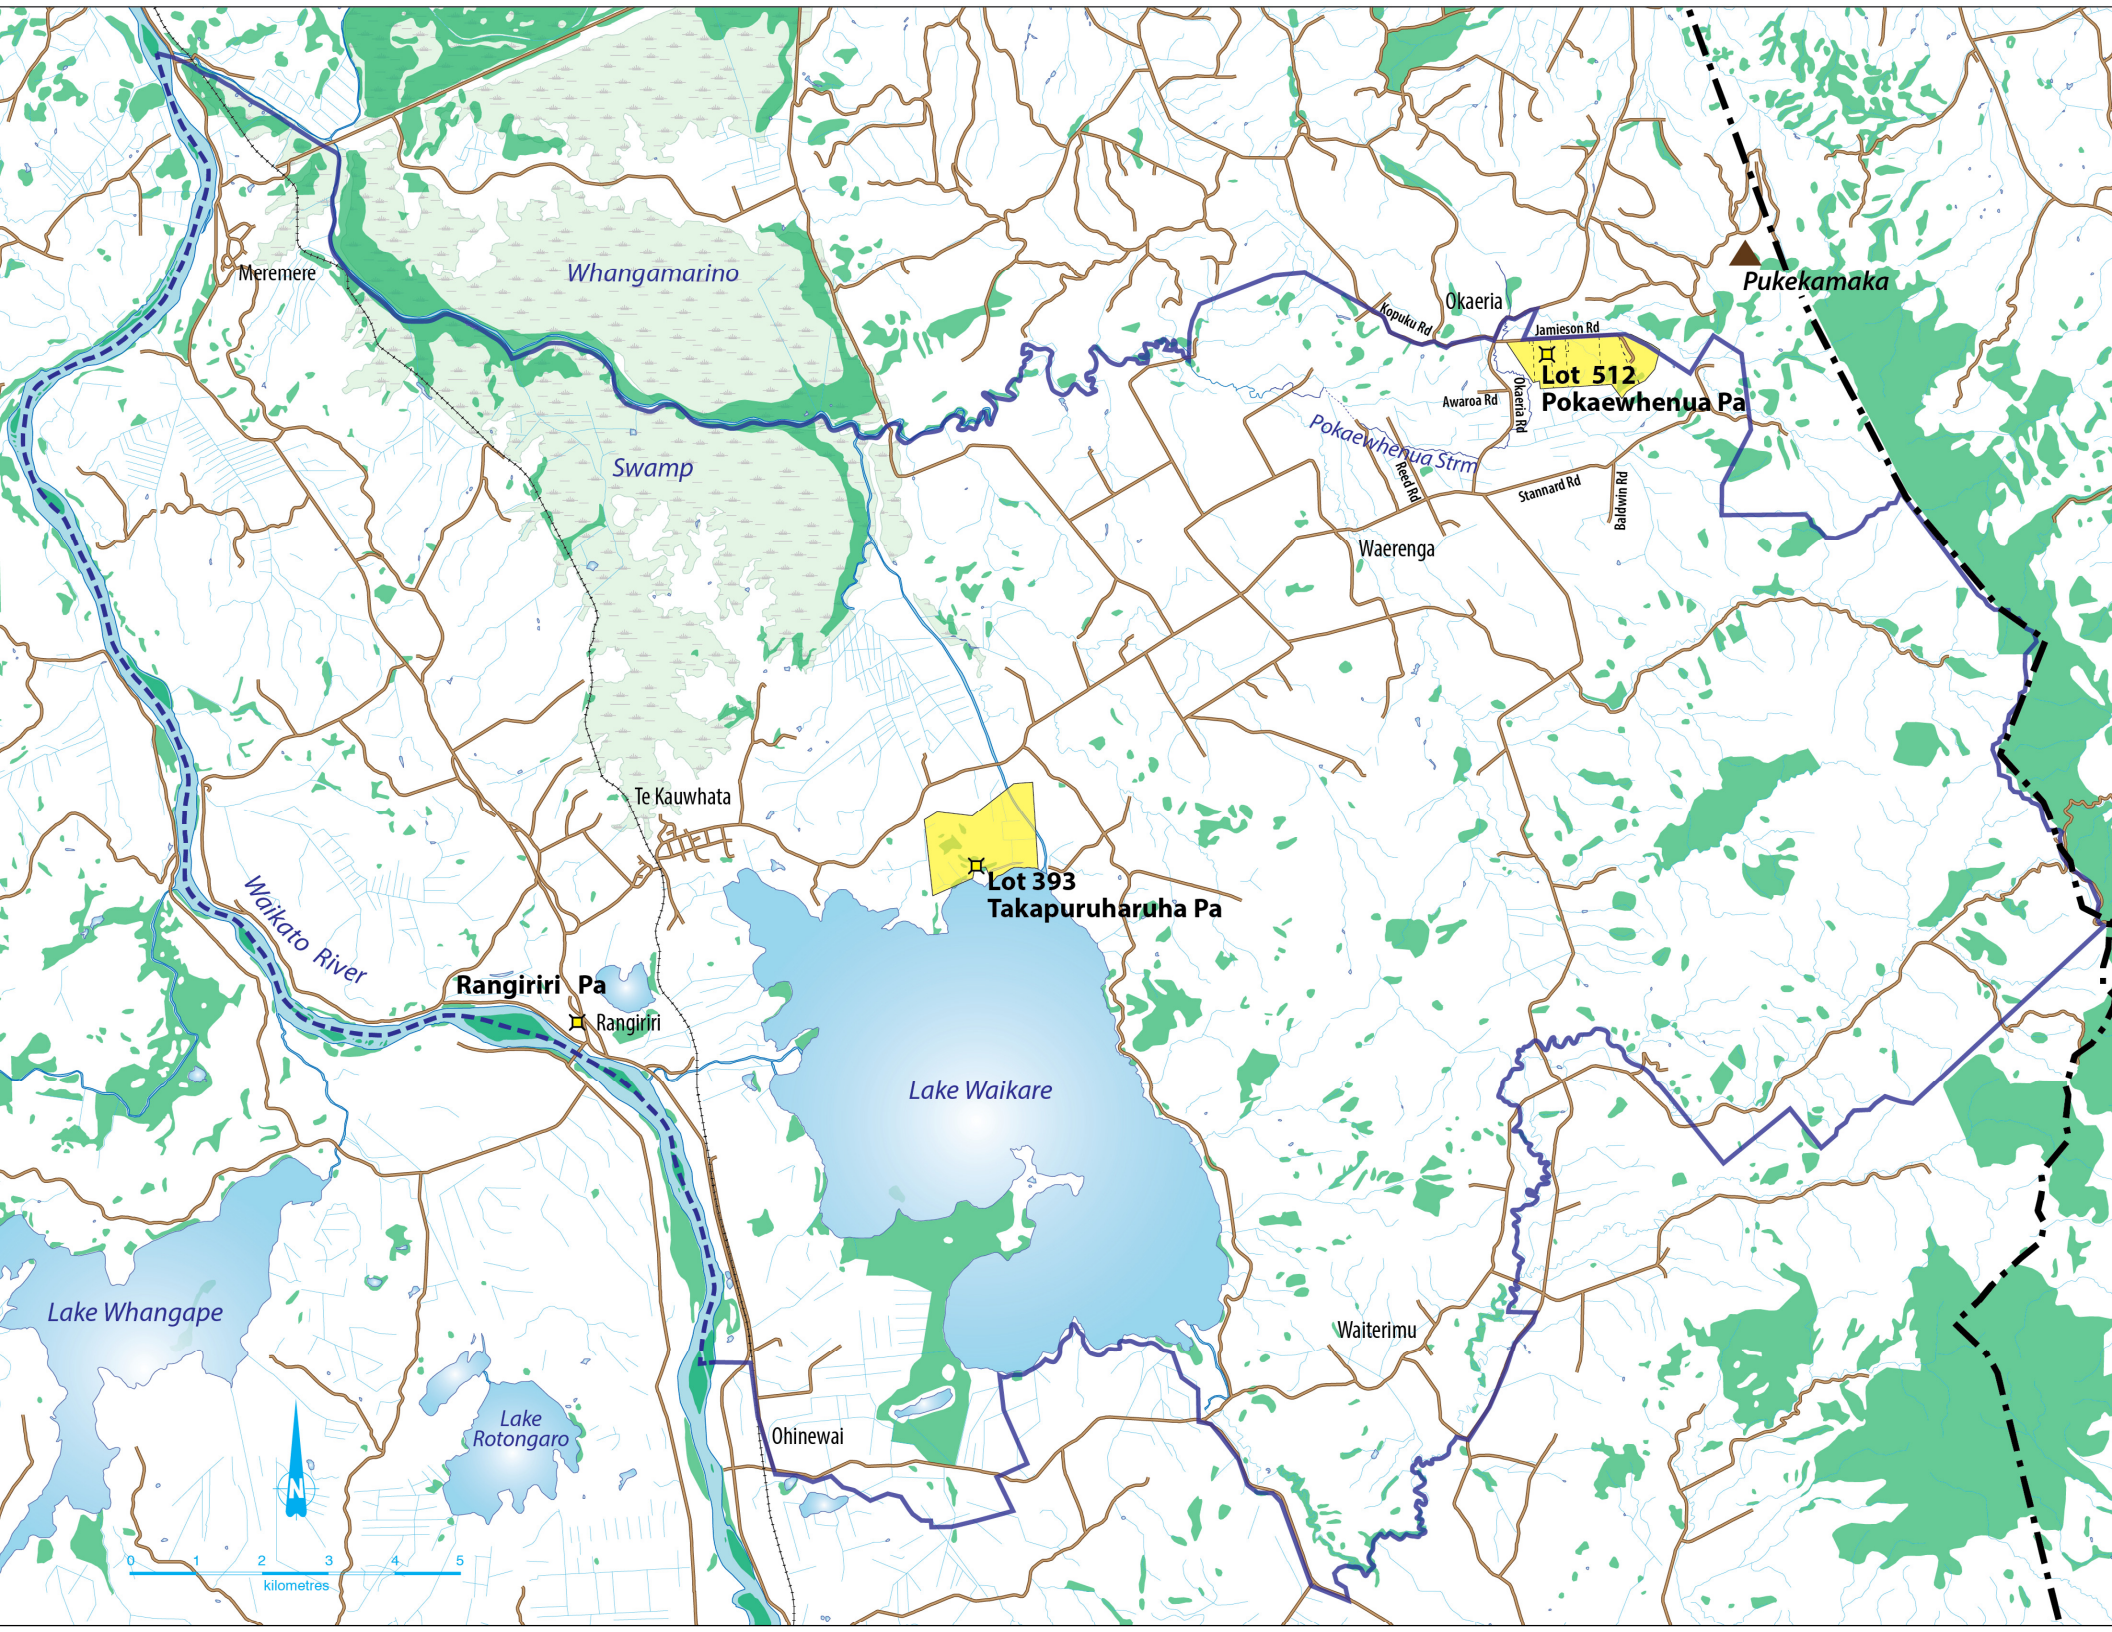 Meremere
Whangamarino
Pukekamaka
Okaeria
Kopuku Rd
Jamieson Rd
Lot 512
Pokaewhenua Pa
Awaroa Rd
Okaeria Rd
Pokaewhenua Strm
Swamp
Reed Rd
Stannard Rd
Baldwin Rd
Waerenga
Te Kauwhata
Lot 393
Takapuruharuha Pa
Waikato River
Rangiriri Pa
Rangiriri
Lake Waikare
Lake Whangape
Waiterimu
Lake
Rotongaro
Ohinewai
N
0 1 2 3 4 5
kilometres